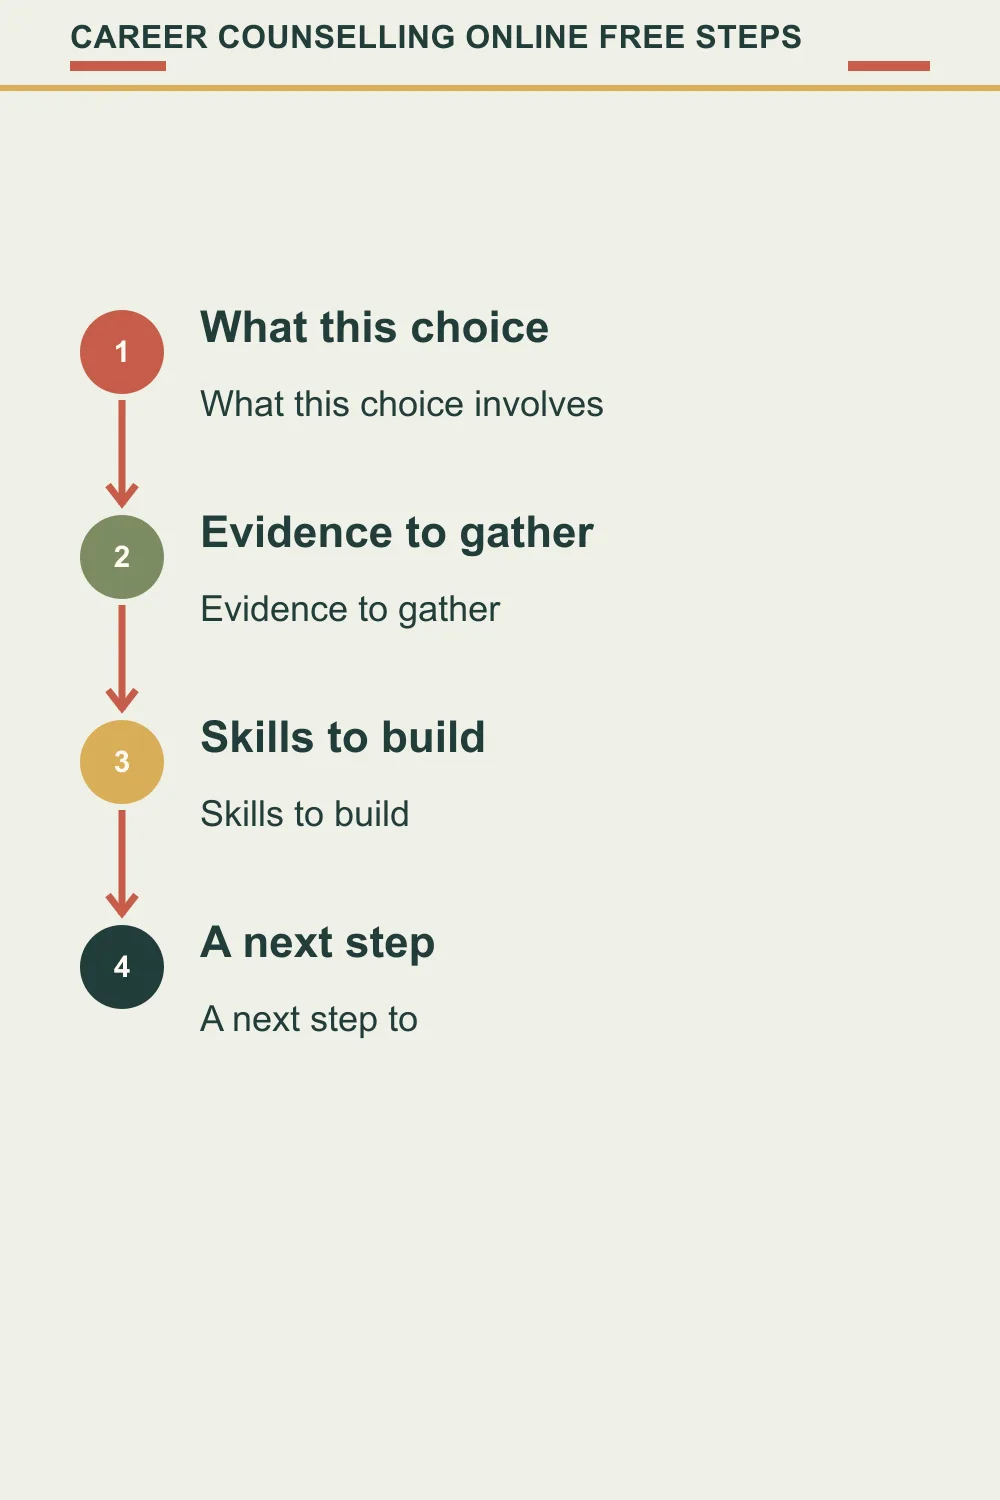 CAREER COUNSELLING ONLINE FREE STEPS
1
What this choice
What this choice involves
2
Evidence to gather
Evidence to gather
3
Skills to build
Skills to build
4
A next step
A next step to